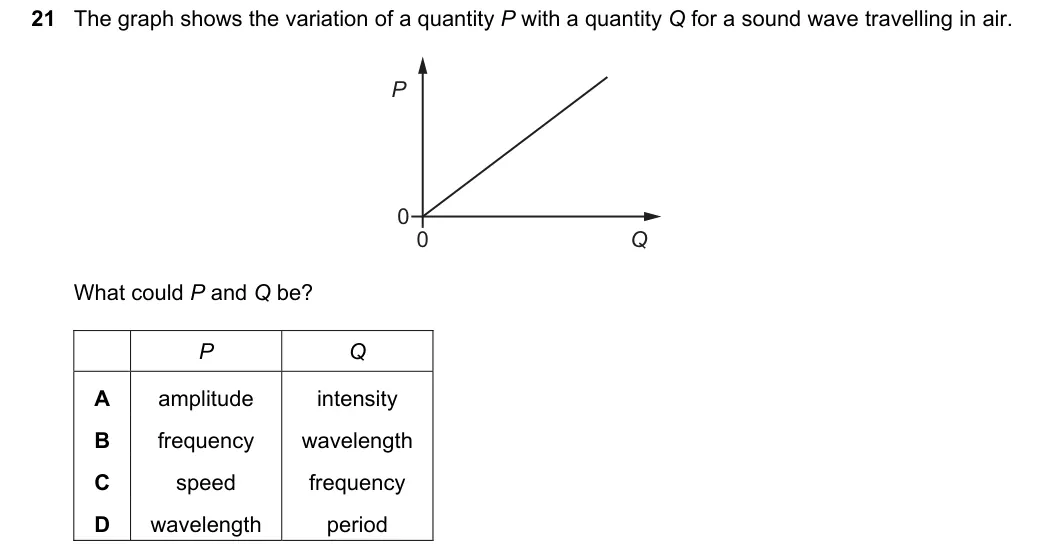 21 The graph shows the variation of a quantity P with a quantity Q for a sound wave travelling in air.
P
0
0
Q
What could P and Q be?
P Q
A amplitude intensity
B frequency wavelength
C speed frequency
D wavelength period